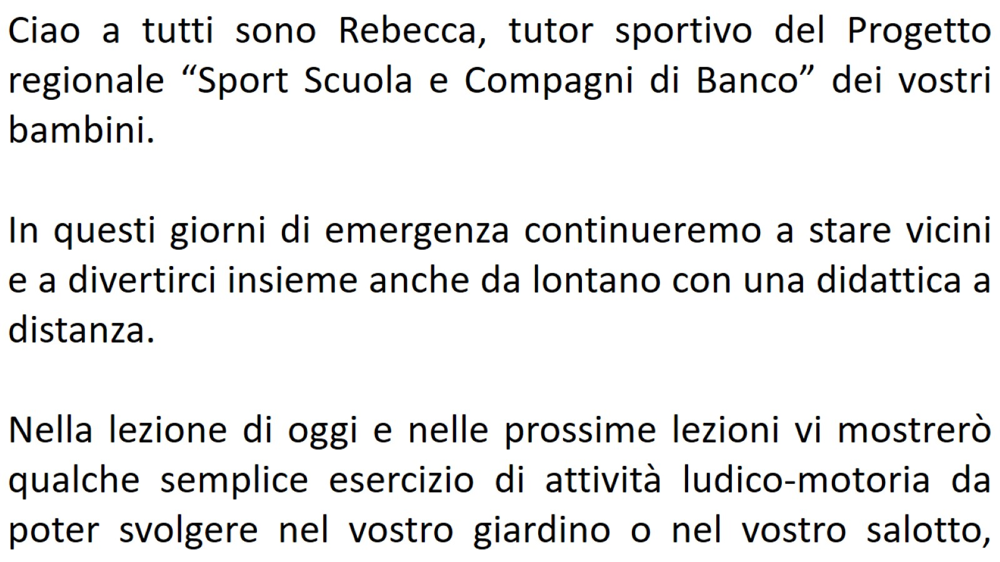 Ciao a tutti sono Rebecca, tutor sportivo del Progetto
regionale “Sport Scuola e Compagni di Banco” dei vostri
bambini.
In questi giorni di emergenza continueremo a stare vicini
e a divertirci insieme anche da lontano con una didattica a
distanza.
Nella lezione di oggi e nelle prossime lezioni vi mostrerò
qualche semplice esercizio di attività ludico-motoria da
poter svolgere nel vostro giardino o nel vostro salotto,